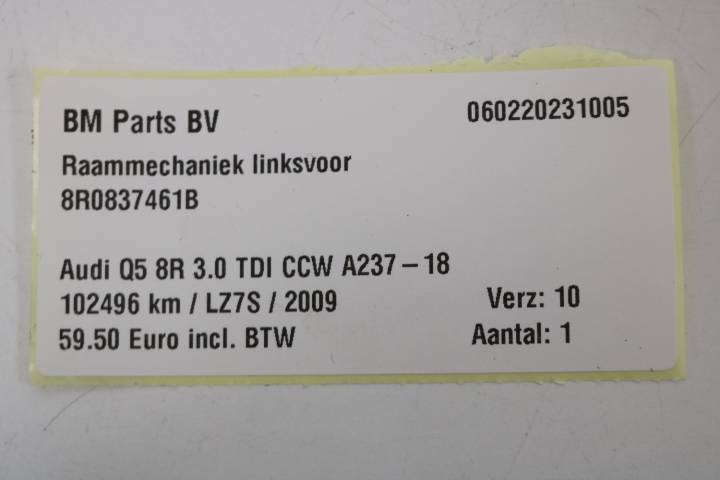 BM Parts BV 060220231005
Raammechaniek linksvoor
8R0837461B
Audi Q5 8R 3.0 TDI CCW A237 – 18
102496 km / LZ7S / 2009 Verz: 10
59.50 Euro incl. BTW Aantal: 1